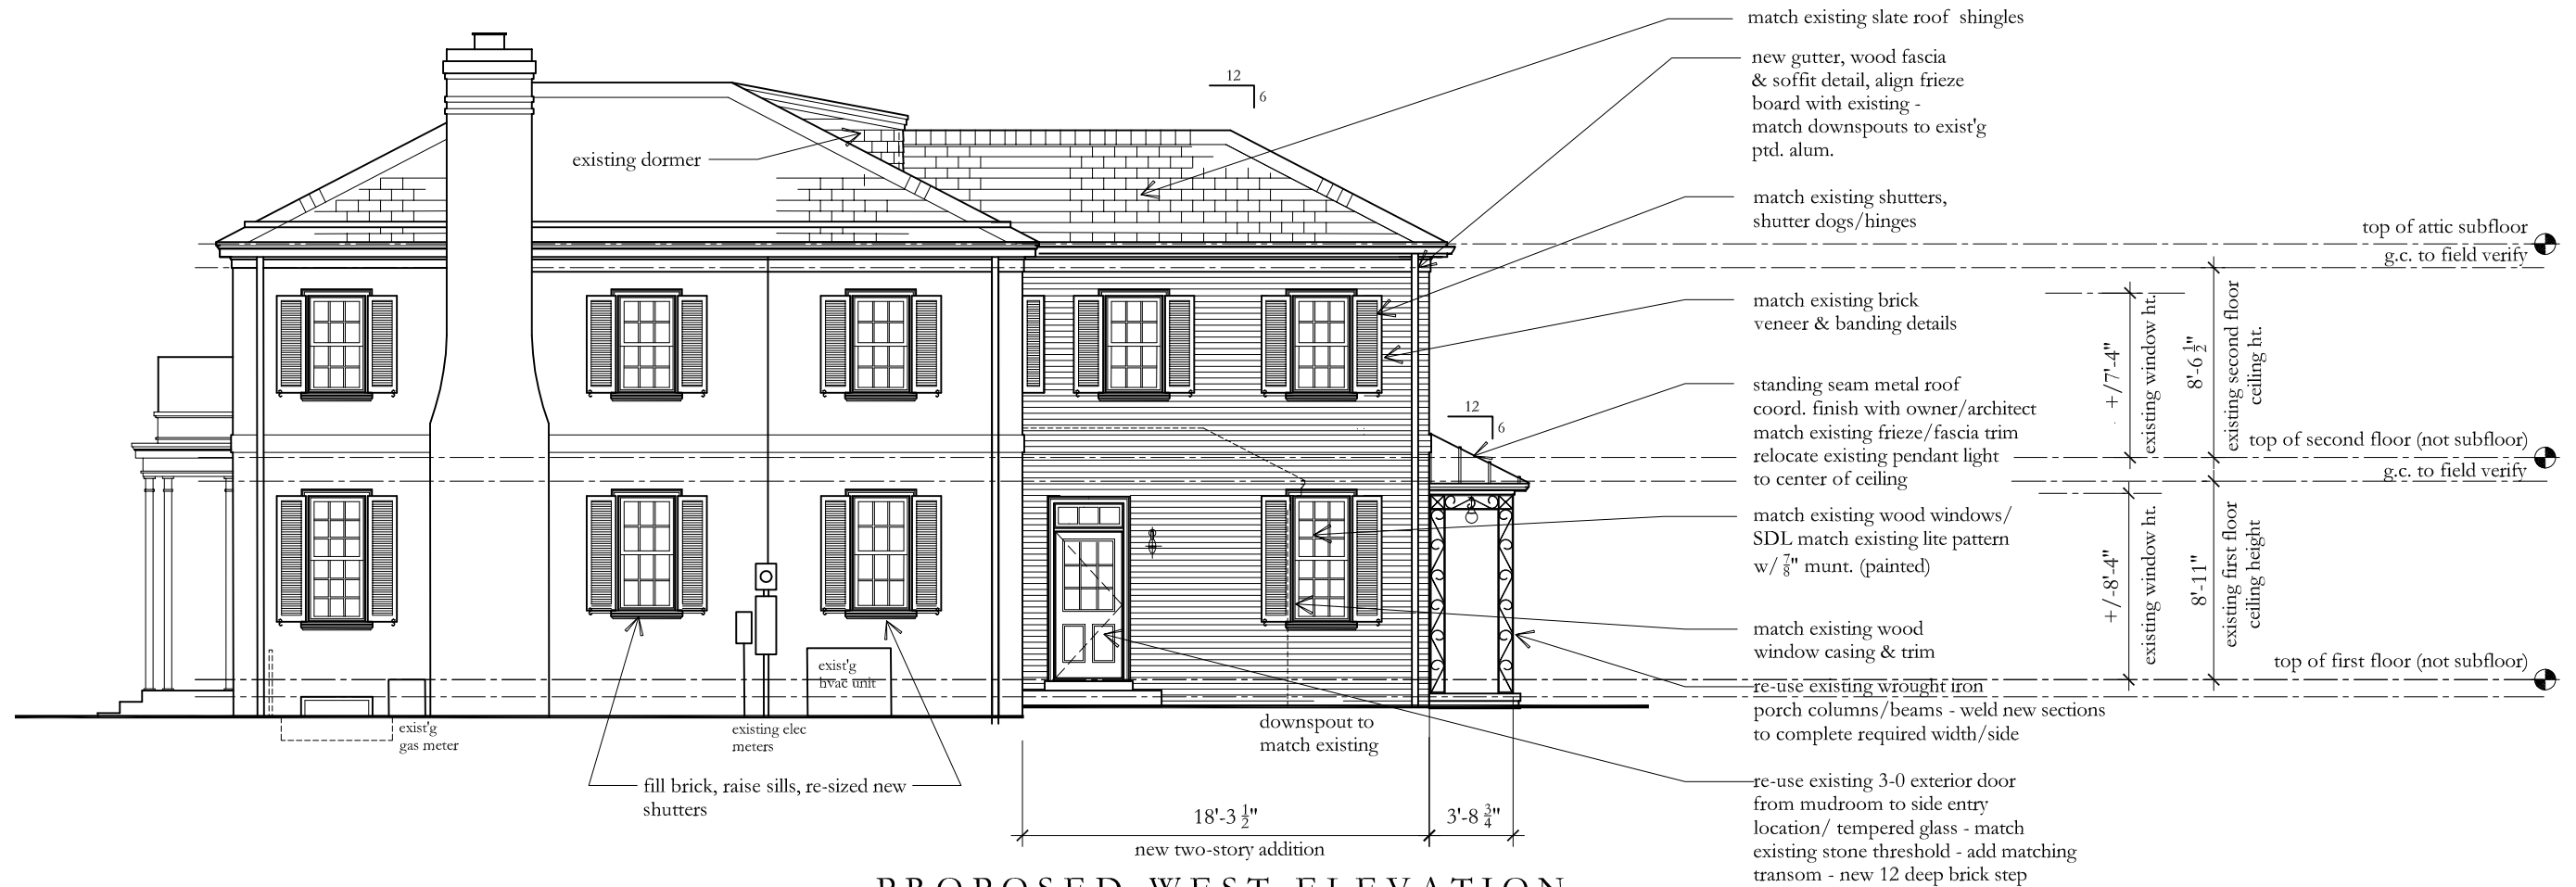 match existing slate roof shingles
new gutter, wood fascia
& soffit detail, align frieze
board with existing -
match downspouts to exist'g
ptd. alum.
12
6
existing dormer
match existing shutters,
shutter dogs/hinges
top of attic subfloor
g.c. to field verify
match existing brick
veneer & banding details
standing seam metal roof
coord. finish with owner/architect
match existing frieze/fascia trim
relocate existing pendant light
to center of ceiling
12
6
+/7'-4"
existing window ht.
8'-6 1/2"
existing second floor
ceiling ht.
top of second floor (not subfloor)
g.c. to field verify
match existing wood windows/
SDL match existing lite pattern
w/ 7/8" munt. (painted)
+/-8'-4"
existing window ht.
8'-11"
existing first floor
ceiling height
match existing wood
window casing & trim
top of first floor (not subfloor)
re-use existing wrought iron
porch columns/beams - weld new sections
to complete required width/side
exist'g
hvac unit
exist'g
gas meter
existing elec
meters
downspout to
match existing
fill brick, raise sills, re-sized new
shutters
re-use existing 3-0 exterior door
from mudroom to side entry
location/ tempered glass - match
existing stone threshold - add matching
transom - new 12 deep brick step
18'-3 1/2"
3'-8 3/4"
new two-story addition
PROPOSED WEST ELEVATION